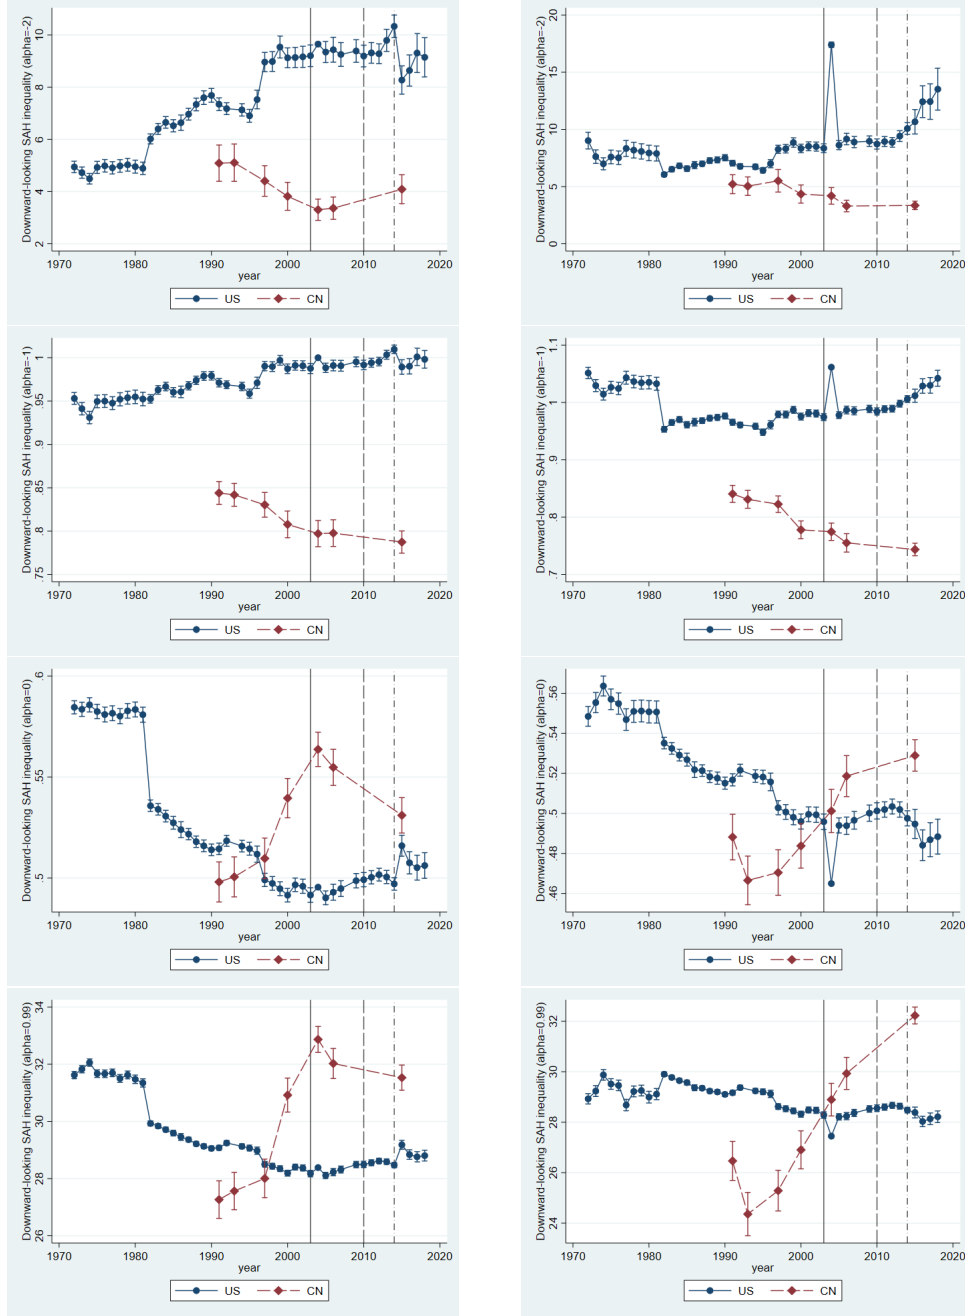 Downward-looking SAH inequality (alpha=-2)
10
8
6
4
2
1970 1980 1990 2000 2010 2020
year
US CN
Downward-looking SAH inequality (alpha=-2)
20
15
10
5
0
1970 1980 1990 2000 2010 2020
year
US CN
Downward-looking SAH inequality (alpha=-1)
1
.95
.9
.85
.8
.75
1970 1980 1990 2000 2010 2020
year
US CN
Downward-looking SAH inequality (alpha=-1)
1.1
1
.9
.8
.7
1970 1980 1990 2000 2010 2020
year
US CN
Downward-looking SAH inequality (alpha=0)
.6
.55
.5
1970 1980 1990 2000 2010 2020
year
US CN
Downward-looking SAH inequality (alpha=0)
.56
.54
.52
.5
.48
.46
1970 1980 1990 2000 2010 2020
year
US CN
Downward-looking SAH inequality (alpha=0.99)
34
32
30
28
26
1970 1980 1990 2000 2010 2020
year
US CN
Downward-looking SAH inequality (alpha=0.99)
32
30
28
26
24
1970 1980 1990 2000 2010 2020
year
US CN